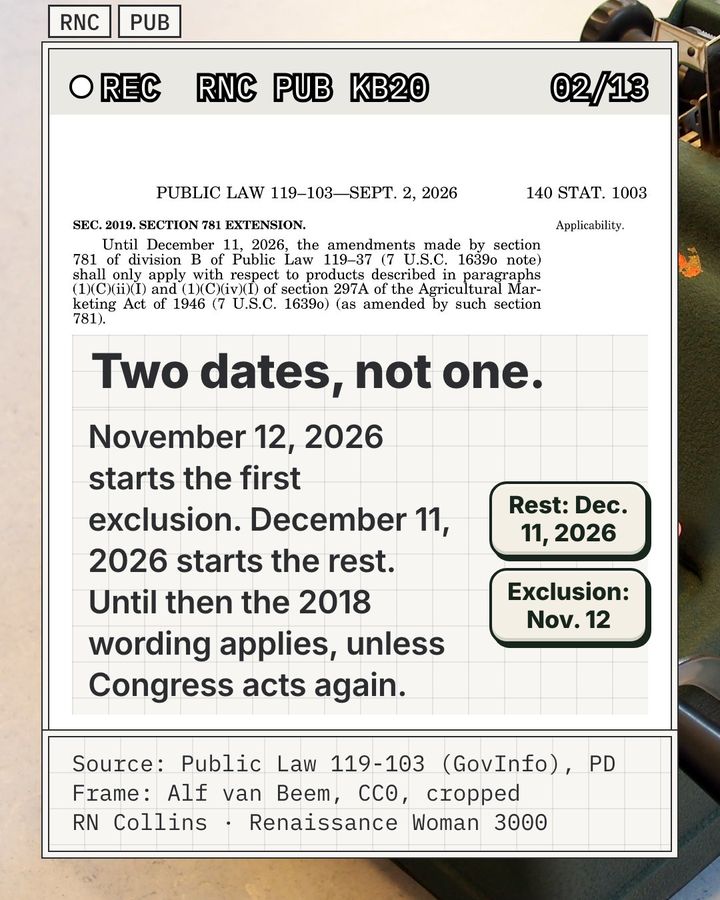 RNC PUB
REC RNC PUB KB20 02/13
PUBLIC LAW 119–103—SEPT. 2, 2026 140 STAT. 1003
SEC. 2019. SECTION 781 EXTENSION.
Applicability.
Until December 11, 2026, the amendments made by section
781 of division B of Public Law 119–37 (7 U.S.C. 1639o note)
shall only apply with respect to products described in paragraphs
(1)(C)(ii)(I) and (1)(C)(iv)(I) of section 297A of the Agricultural Mar-
keting Act of 1946 (7 U.S.C. 1639o) (as amended by such section
781).
Two dates, not one.
November 12, 2026
starts the first
exclusion. December 11,
2026 starts the rest.
Until then the 2018
wording applies, unless
Congress acts again.
Rest: Dec.
11, 2026
Exclusion:
Nov. 12
Source: Public Law 119-103 (GovInfo), PD
Frame: Alf van Beem, CC0, cropped
RN Collins · Renaissance Woman 3000